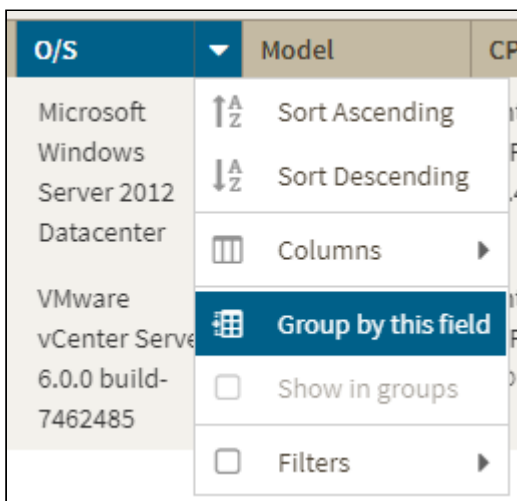 O/S Model CP
Microsoft
Windows
Server 2012
Datacenter
VMware
vCenter Serve
6.0.0 build-
7462485
Sort Ascending
Sort Descending
Columns
Group by this field
Show in groups
Filters